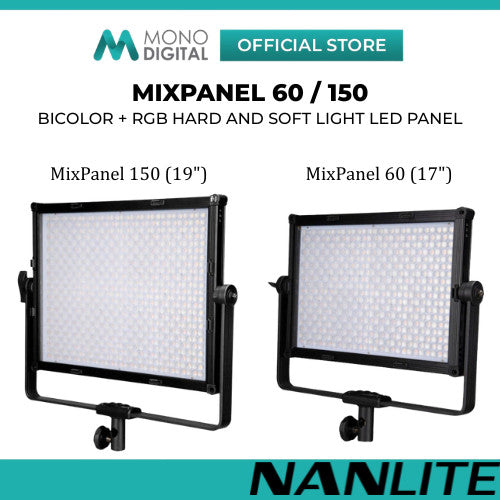 MONO
DIGITAL
OFFICIAL STORE
MIXPANEL 60 / 150
BICOLOR + RGB HARD AND SOFT LIGHT LED PANEL
MixPanel 150 (19")
MixPanel 60 (17")
NANLITE